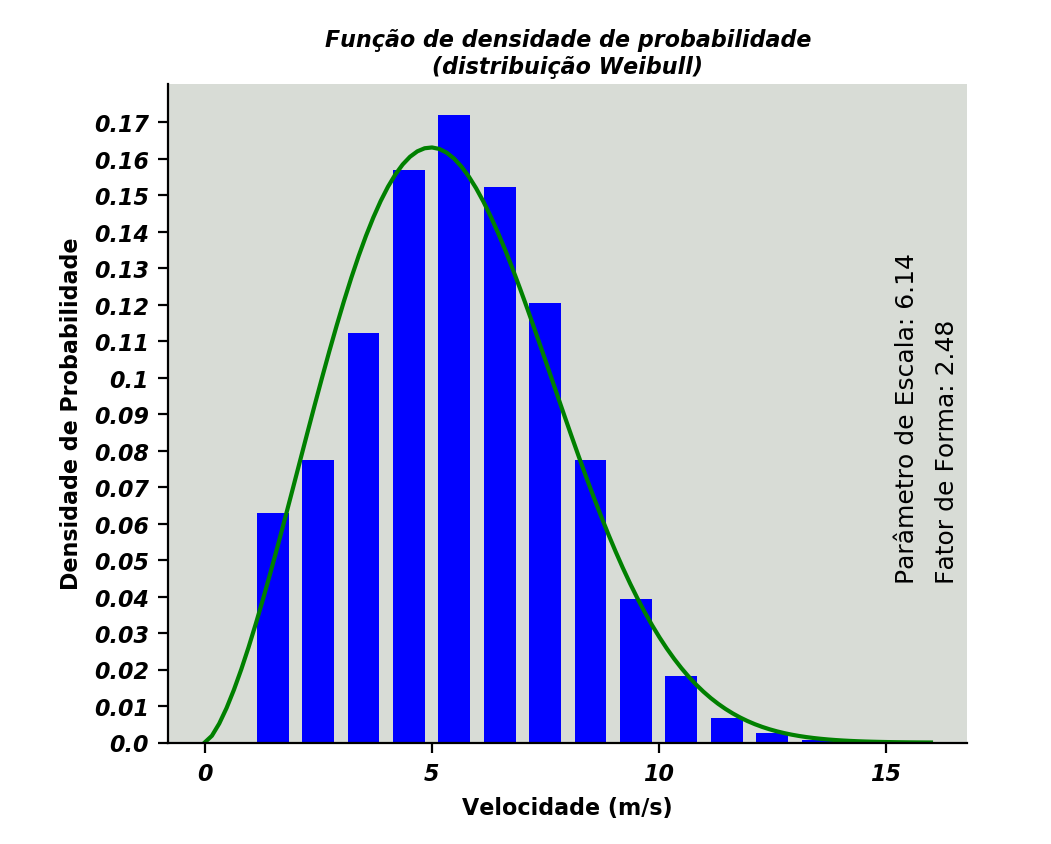 Função de densidade de probabilidade
(distribuição Weibull)
Densidade de Probabilidade
0.17
0.16
0.15
0.14
0.13
0.12
0.11
0.1
0.09
0.08
0.07
0.06
0.05
0.04
0.03
0.02
0.01
0.0
Parâmetro de Escala: 6.14
Fator de Forma: 2.48
0 5 10 15
Velocidade (m/s)